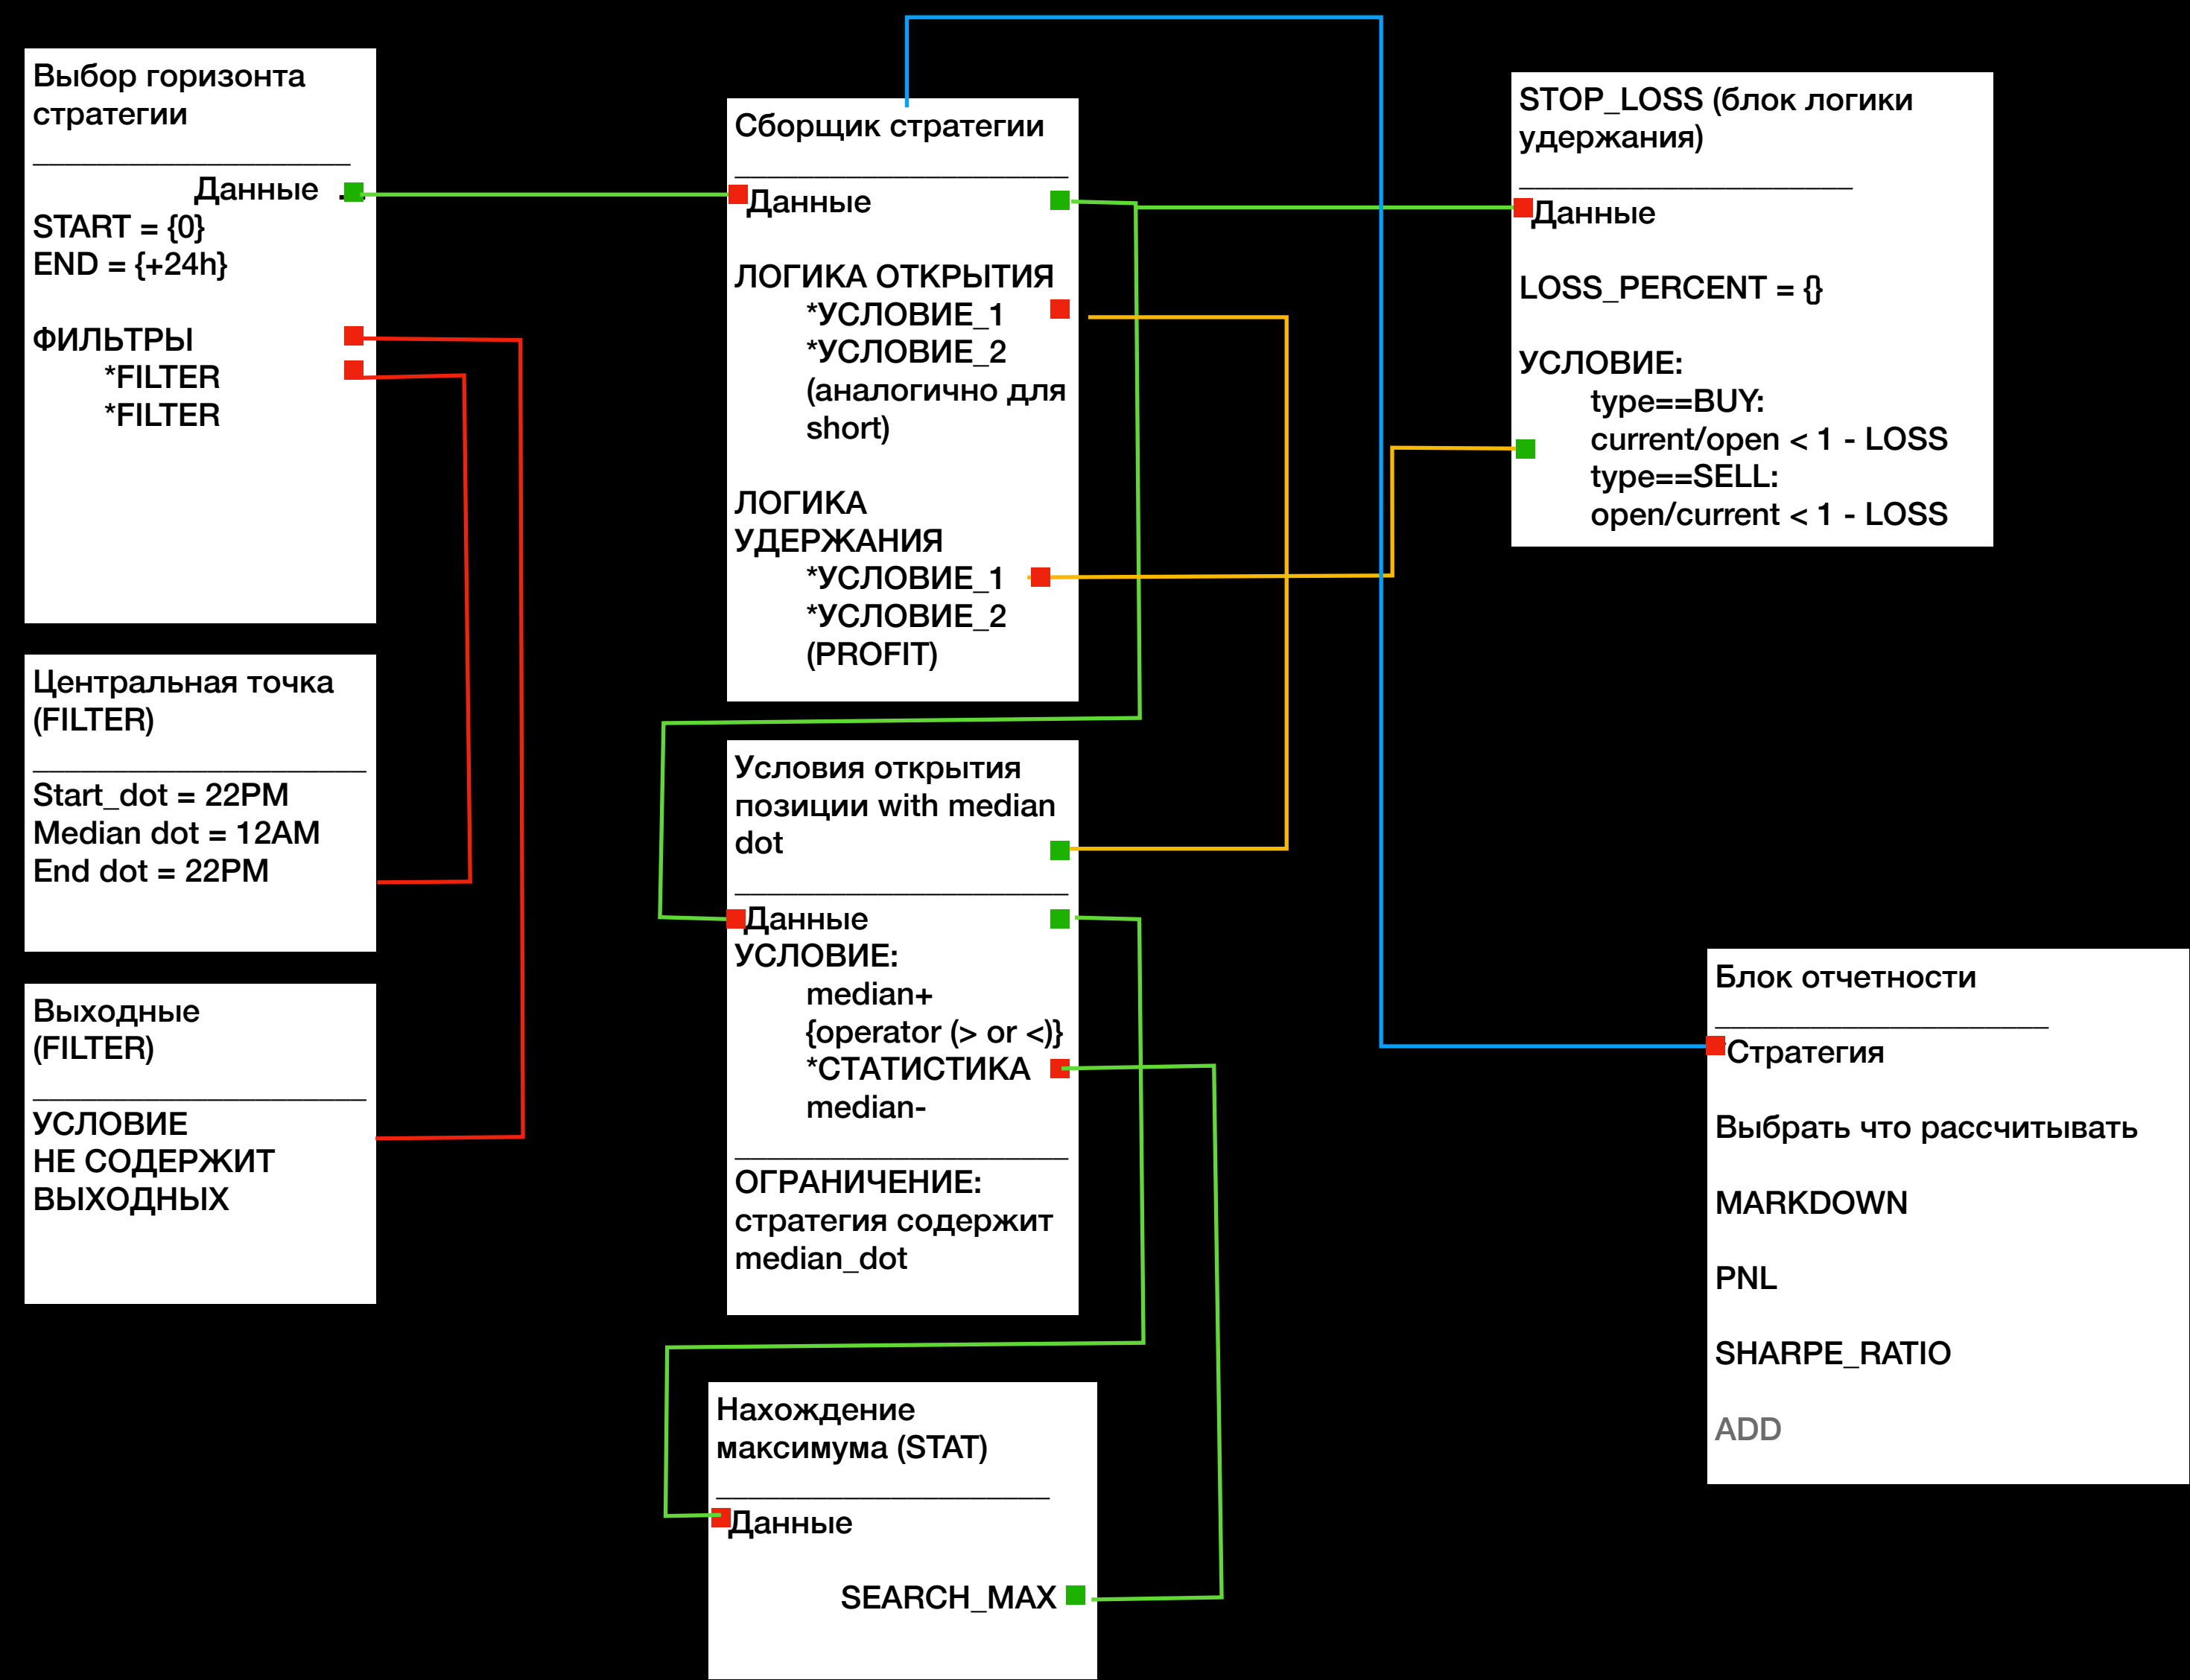 Выбор горизонта
стратегии
Данные
START = {0}
END = {+24h}
ФИЛЬТРЫ
*FILTER
*FILTER
Центральная точка
(FILTER)
Start_dot = 22PM
Median dot = 12AM
End dot = 22PM
Выходные
(FILTER)
УСЛОВИЕ
НЕ СОДЕРЖИТ
ВЫХОДНЫХ
Сборщик стратегии
Данные
ЛОГИКА ОТКРЫТИЯ
*УСЛОВИЕ_1
*УСЛОВИЕ_2
(аналогично для
short)
ЛОГИКА
УДЕРЖАНИЯ
*УСЛОВИЕ_1
*УСЛОВИЕ_2
(PROFIT)
Условия открытия
позиции with median
dot
Данные
УСЛОВИЕ:
median+
{operator (> or <)}
*СТАТИСТИКА
median-
ОГРАНИЧЕНИЕ:
стратегия содержит
median_dot
Нахождение
максимума (STAT)
Данные
SEARCH_MAX
STOP_LOSS (блок логики
удержания)
Данные
LOSS_PERCENT = {}
УСЛОВИЕ:
type==BUY:
current/open < 1 - LOSS
type==SELL:
open/current < 1 - LOSS
Блок отчетности
Стратегия
Выбрать что рассчитывать
MARKDOWN
PNL
SHARPE_RATIO
ADD